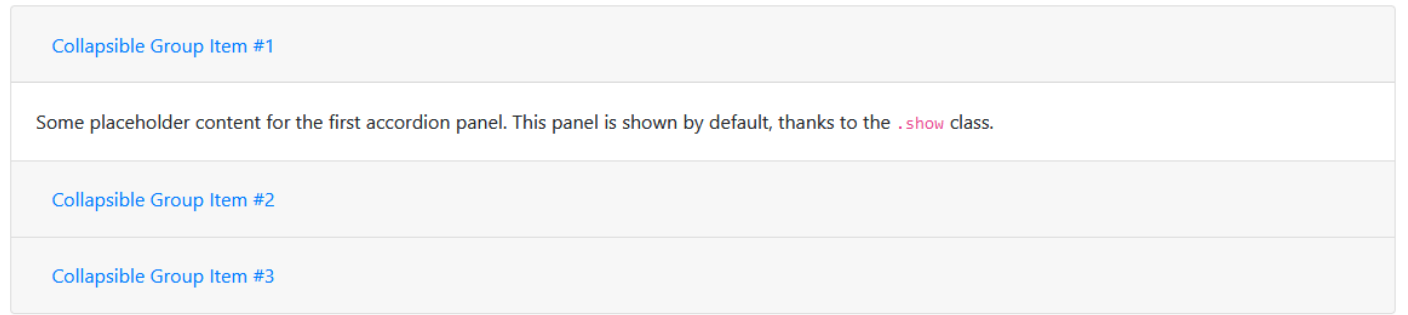 Collapsible Group Item #1
Some placeholder content for the first accordion panel. This panel is shown by default, thanks to the .show class.
Collapsible Group Item #2
Collapsible Group Item #3